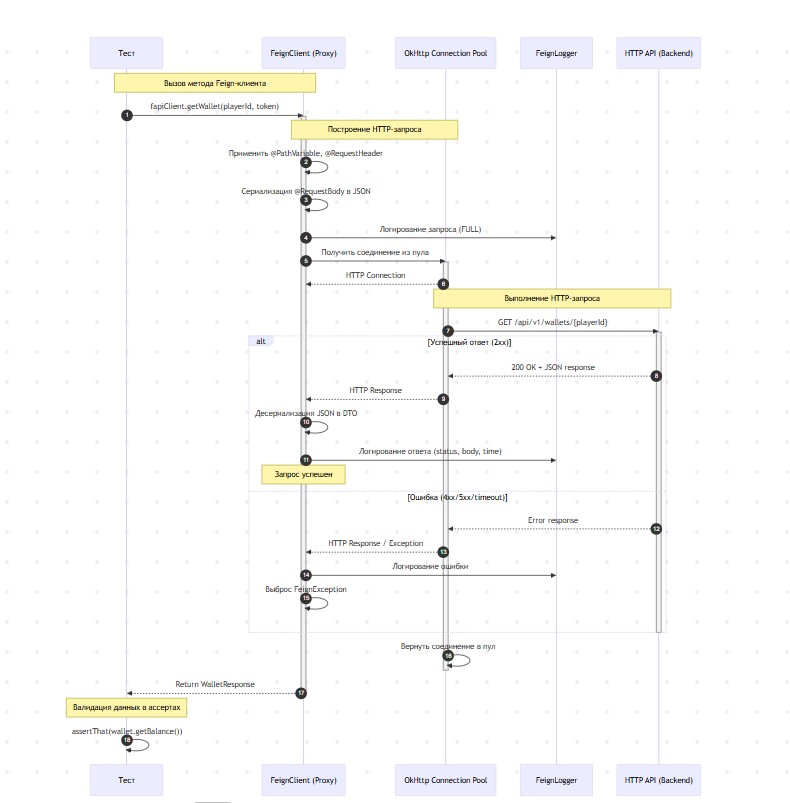 Тест
FeignClient (Proxy)
OkHttp Connection Pool
FeignLogger
HTTP API (Backend)
Вызов метода Feign-клиента
fapiClient.getWallet(playerId, token)
1
Построение HTTP-запроса
Применить @PathVariable, @RequestHeader
2
Сериализация @RequestBody в JSON
3
Логирование запроса (FULL)
4
Получить соединение из пула
5
HTTP Connection
6
Выполнение HTTP-запроса
GET /api/v1/wallets/{playerId}
7
alt
[Успешный ответ (2xx)]
200 OK + JSON response
8
HTTP Response
9
Десериализация JSON в DTO
10
Логирование ответа (status, body, time)
11
Запрос успешен
[Ошибка (4xx/5xx/timeout)]
Error response
12
HTTP Response / Exception
13
Логирование ошибки
14
Выброс FeignException
15
Вернуть соединение в пул
16
Return WalletResponse
17
Валидация данных в ассертах
assertThat(wallet.getBalance())
18
Тест
FeignClient (Proxy)
OkHttp Connection Pool
FeignLogger
HTTP API (Backend)